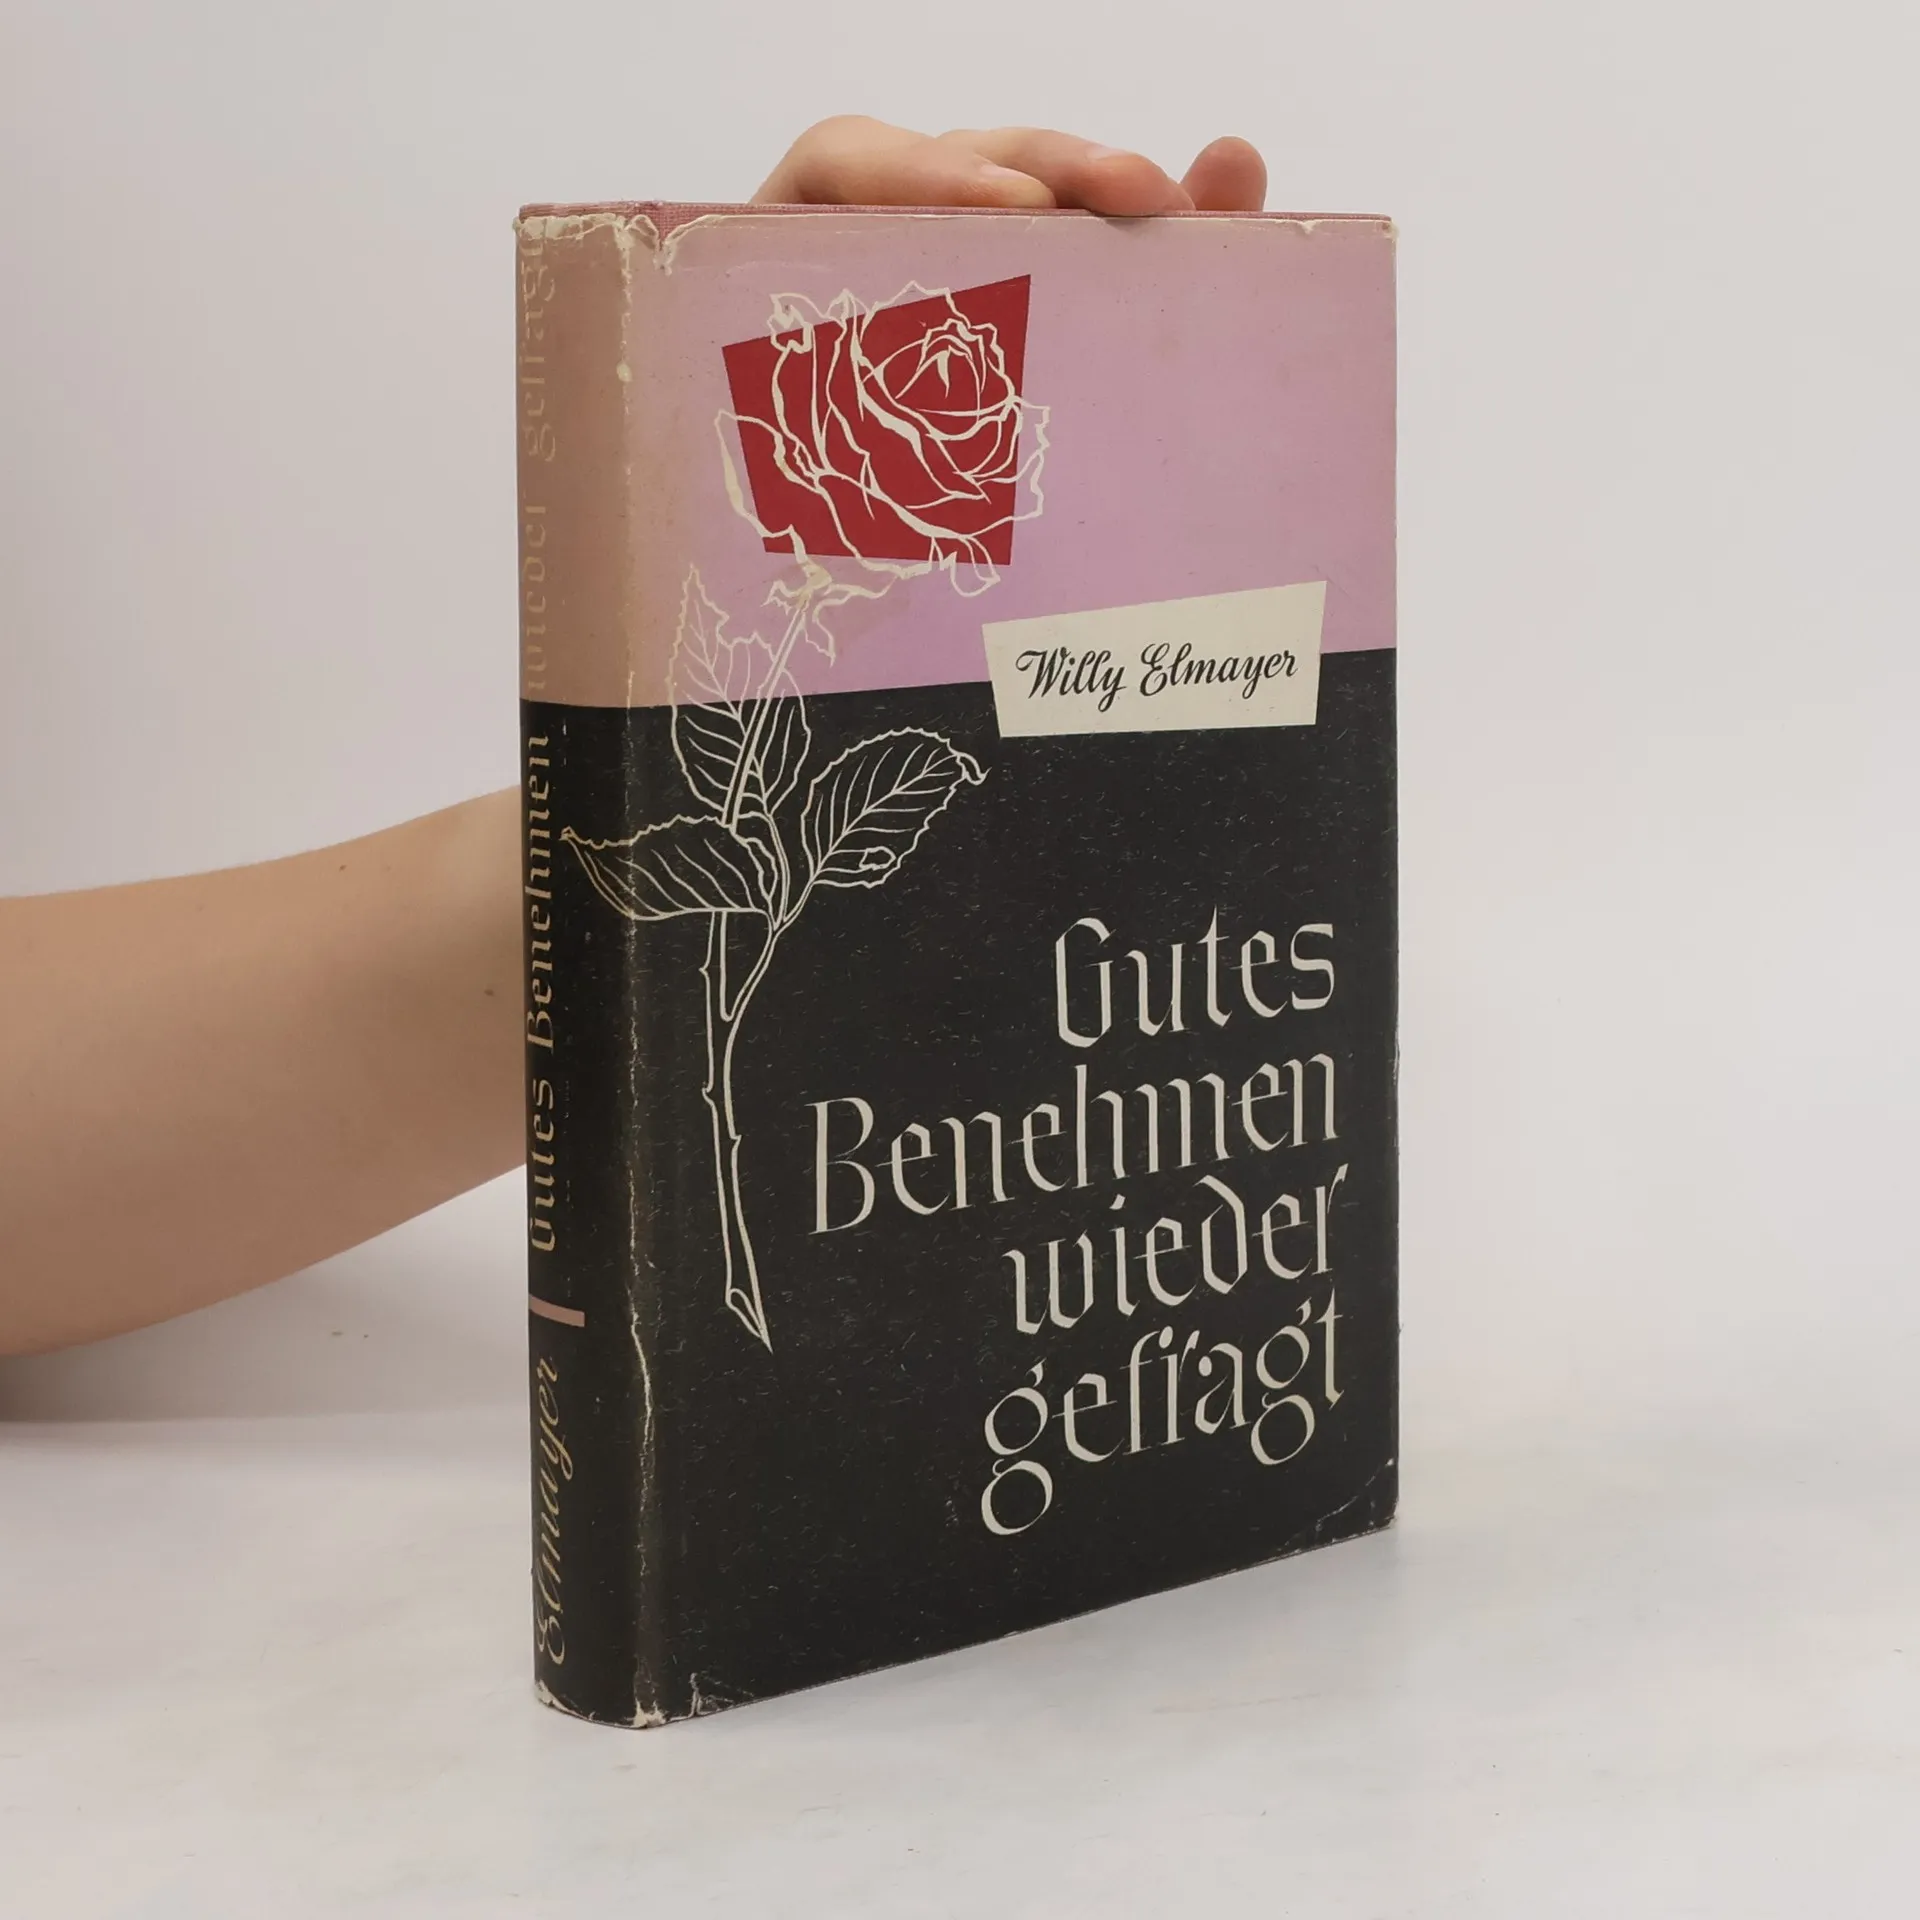 Willy Elmayer
Gutes
Benehmen
wieder
gefragt
Elmayer | Gutes Benehmen wieder gefragt